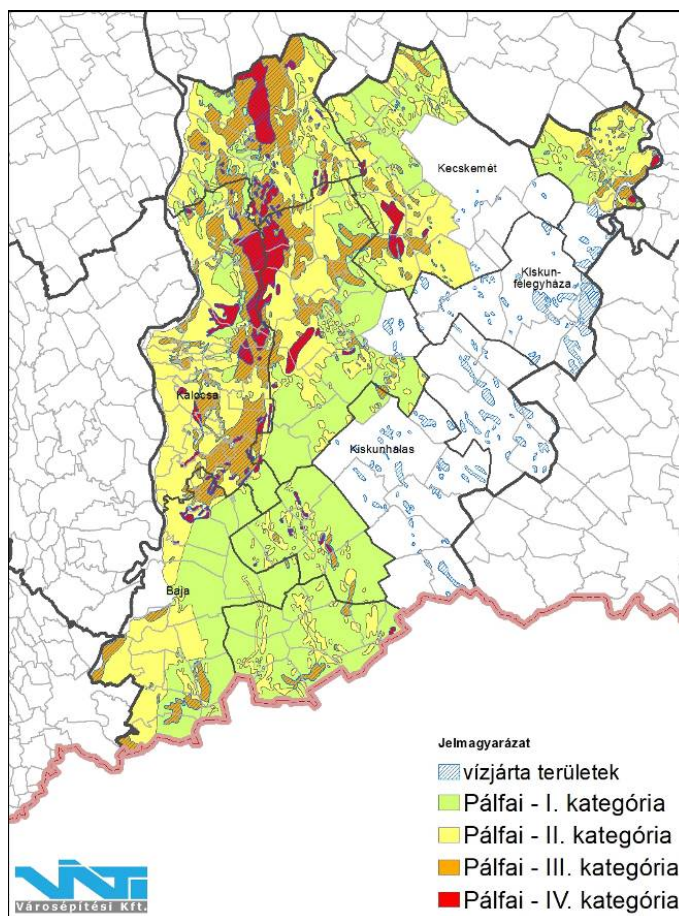 Kecskemét
Kiskun-
félegyháza
Kalocsa
Kiskunhalas
Baja
Jelmagyarázat
vízjárta területek
Pálfai - I. kategória
Pálfai - II. kategória
Pálfai - III. kategória
Pálfai - IV. kategória
VÁTI
Városépítési Kft.